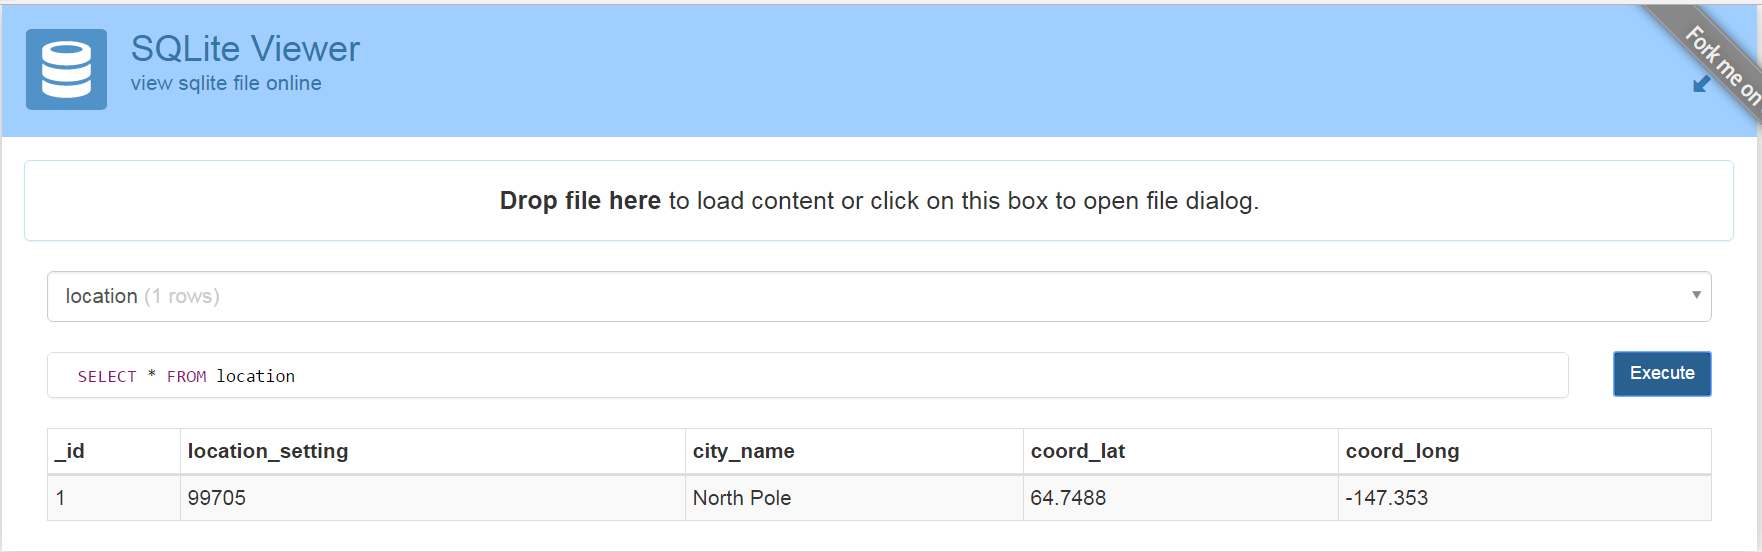 SQLite Viewer
view sqlite file online
Fork me on
Drop file here to load content or click on this box to open file dialog.
location (1 rows)
SELECT * FROM location
Execute
_id location_setting city_name coord_lat coord_long
1 99705 North Pole 64.7488 -147.353